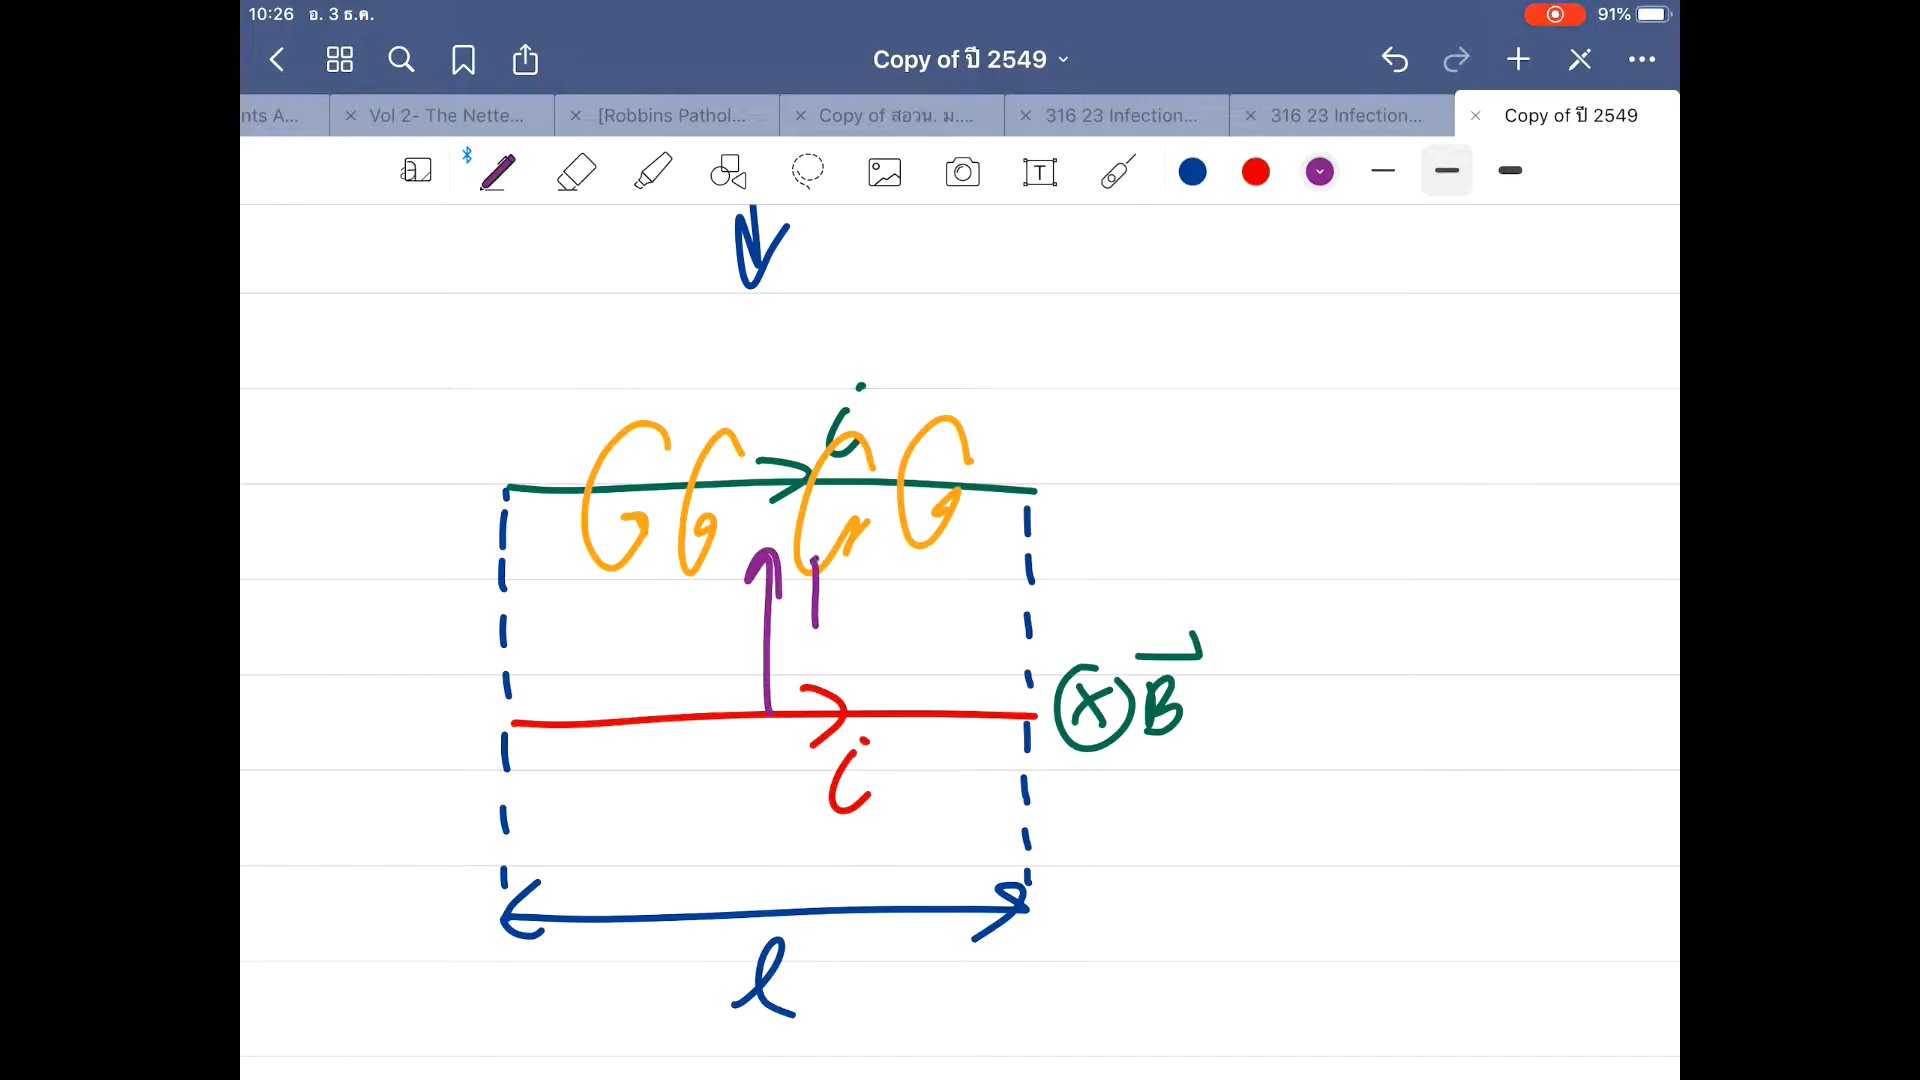 10:26 อ. 3 ธ.ค. 91%
Copy of ปี 2549
nts A... Vol 2- The Nette... [Robbins Pathol... Copy of สอวน. ม.... 316 23 Infection... 316 23 Infection... Copy of ปี 2549
T
i
B
i
l